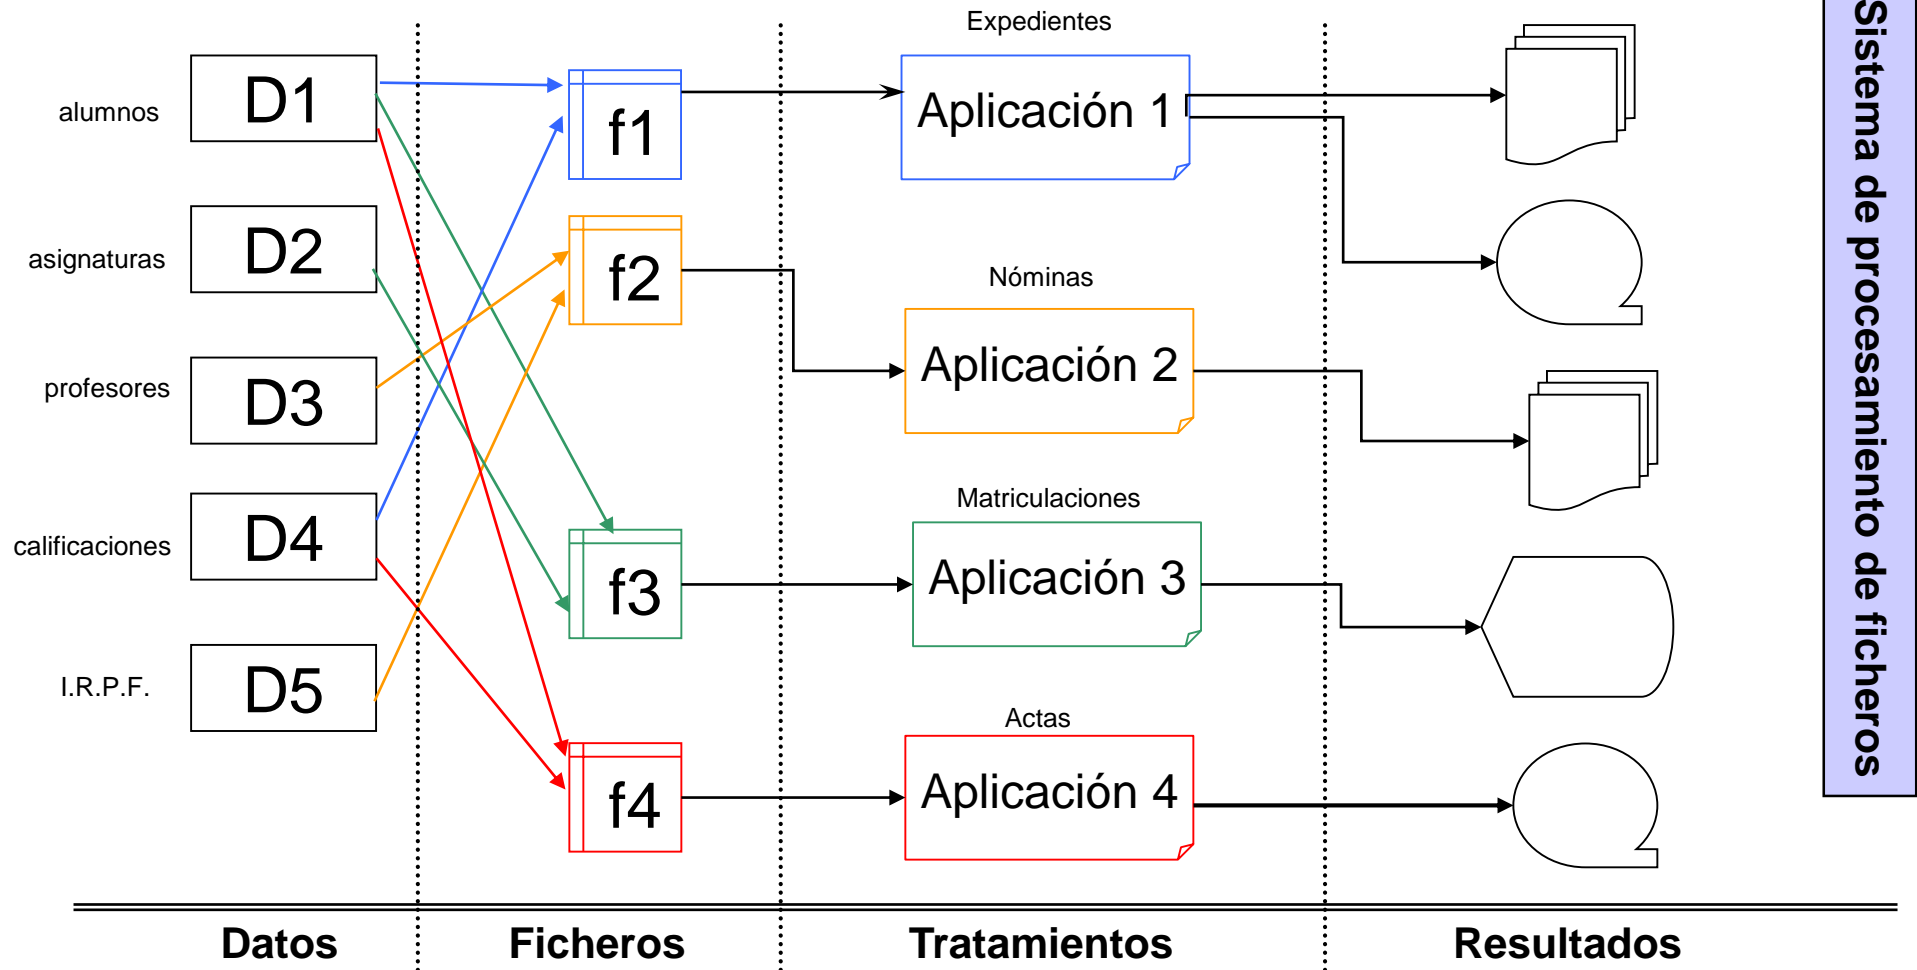 Expedientes
alumnos
D1
f1
Aplicación 1
asignaturas
D2
f2
Nóminas
profesores
D3
Aplicación 2
Matriculaciones
calificaciones
D4
f3
Aplicación 3
I.R.P.F.
D5
Actas
f4
Aplicación 4
Datos
Ficheros
Tratamientos
Resultados
Sistema de procesamiento de ficheros